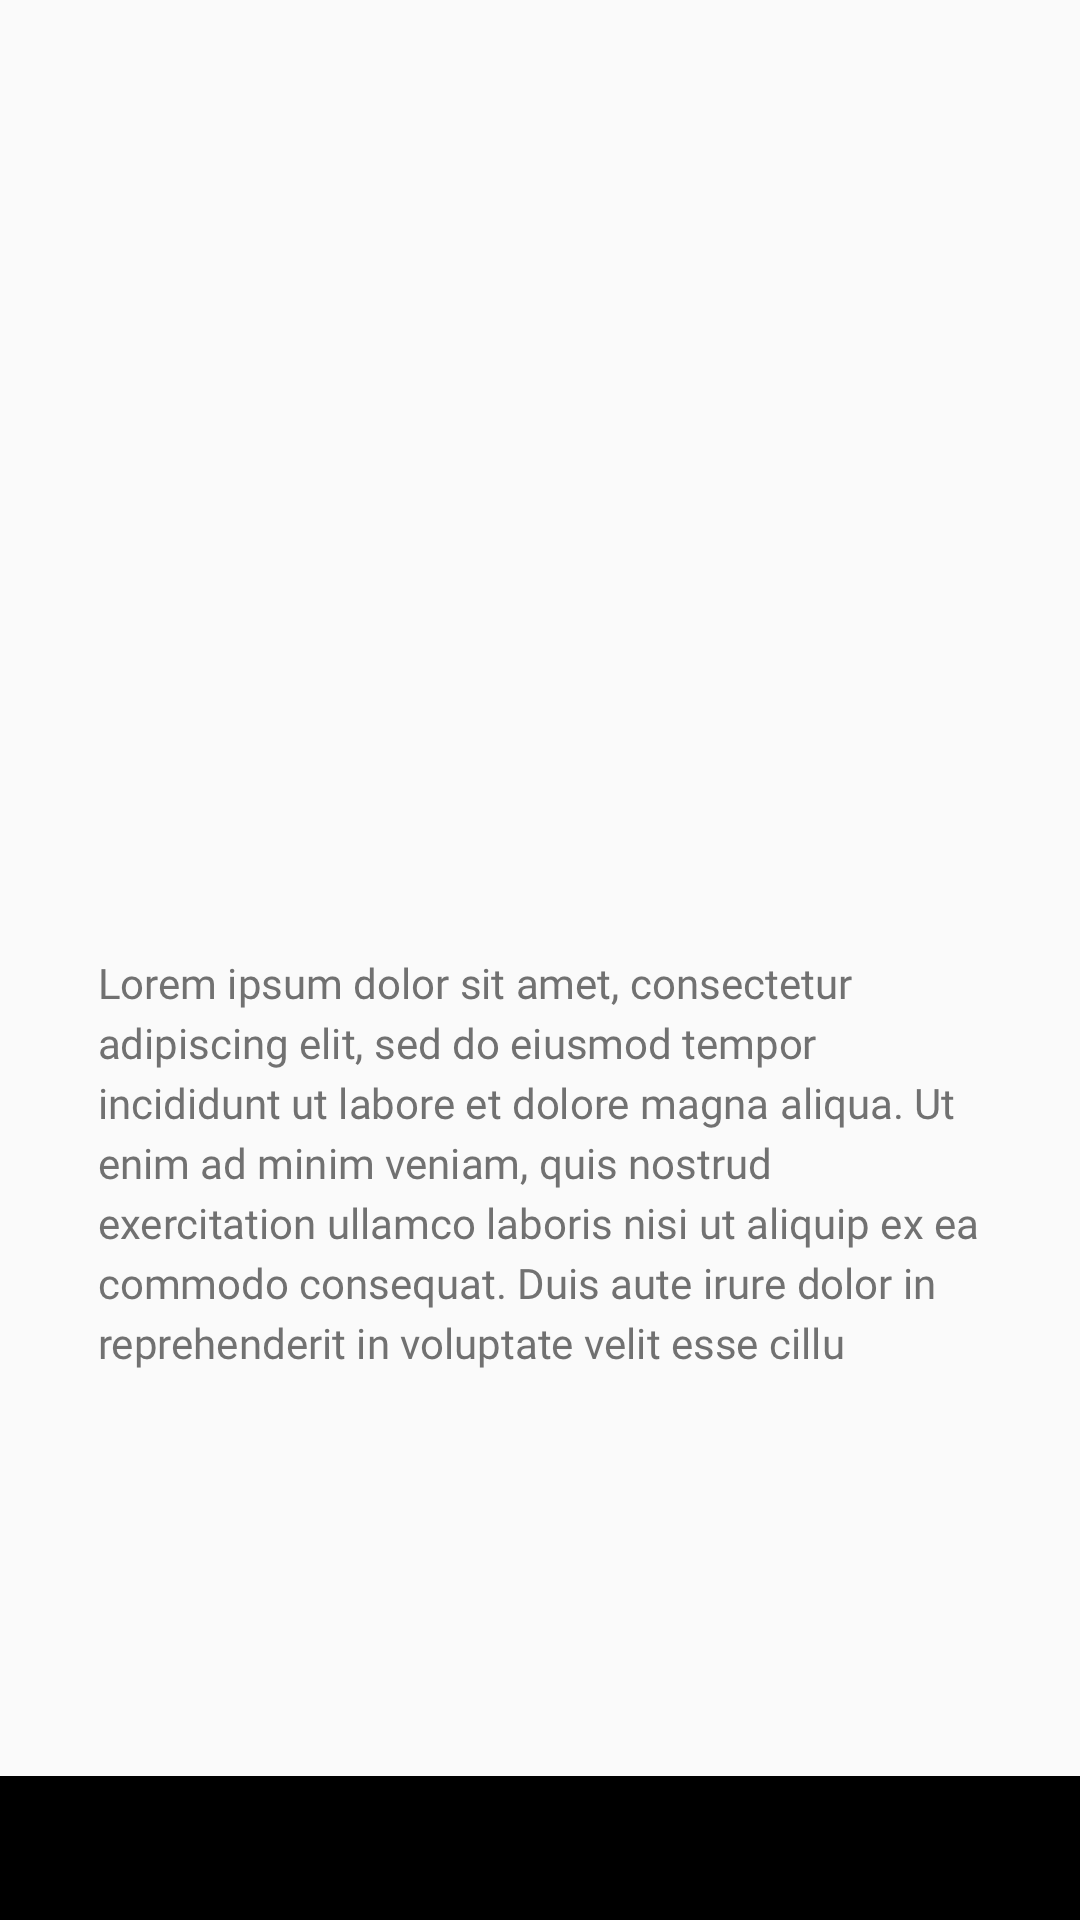 Lorem ipsum dolor sit amet, consectetur
adipiscing elit, sed do eiusmod tempor
incididunt ut labore et dolore magna aliqua. Ut
enim ad minim veniam, quis nostrud
exercitation ullamco laboris nisi ut aliquip ex ea
commodo consequat. Duis aute irure dolor in
reprehenderit in voluptate velit esse cillu